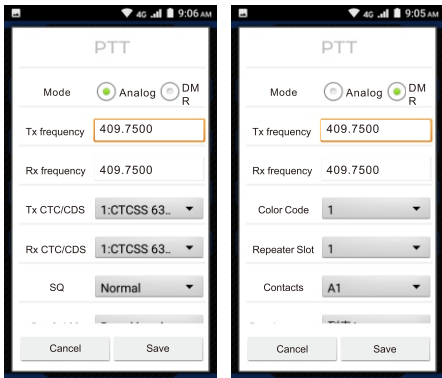 4G 9:06 AM
PTT
Mode Analog DM
R
Tx frequency 409.7500
Rx frequency 409.7500
Tx CTC/CDS 1:CTCSS 63..
Rx CTC/CDS 1:CTCSS 63..
SQ Normal
Cancel Save
4G 9:05 AM
PTT
Mode Analog DM
R
Tx frequency 409.7500
Rx frequency 409.7500
Color Code 1
Repeater Slot 1
Contacts A1
Cancel Save